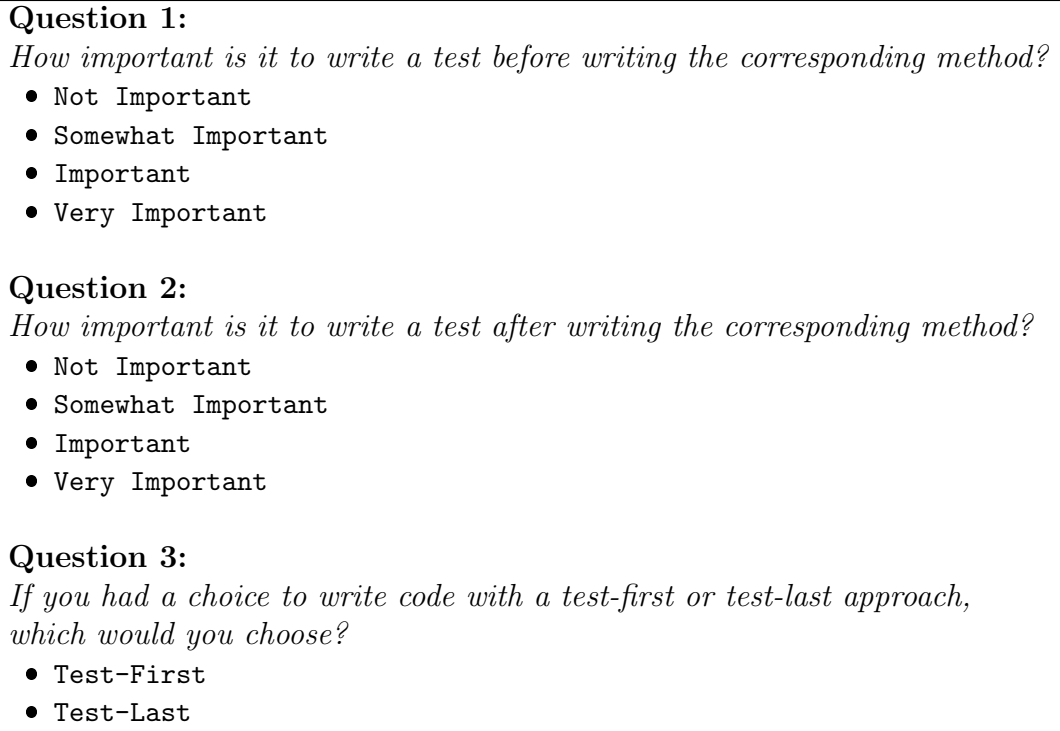 Question 1:
How important is it to write a test before writing the corresponding method?
• Not Important
• Somewhat Important
• Important
• Very Important
Question 2:
How important is it to write a test after writing the corresponding method?
• Not Important
• Somewhat Important
• Important
• Very Important
Question 3:
If you had a choice to write code with a test-first or test-last approach,
which would you choose?
• Test-First
• Test-Last